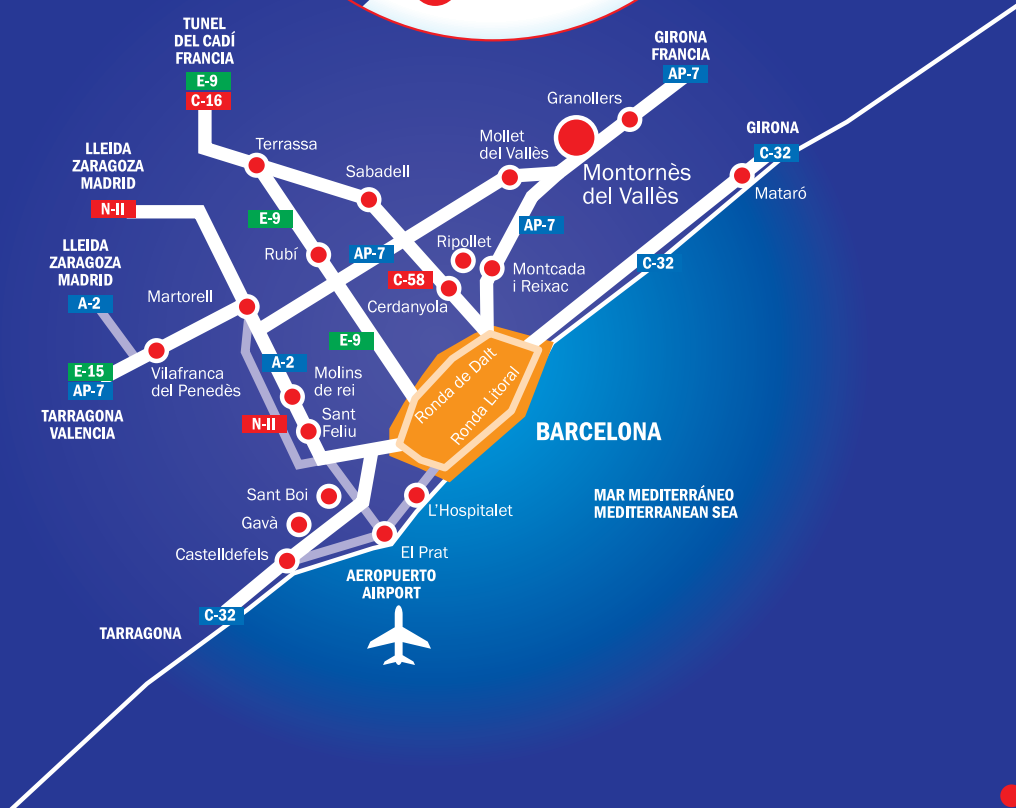 TUNEL
DEL CADÍ
FRANCIA
E-9
C-16
GIRONA
FRANCIA
AP-7
Granollers
Terrassa
Mollet
del Vallès
GIRONA
C-32
LLEIDA
ZARAGOZA
MADRID
N-II
Sabadell
Montornès
del Vallès
Mataró
E-9
AP-7
LLEIDA
ZARAGOZA
MADRID
A-2
Rubí
AP-7
Ripollet
C-58
Montcada
i Reixac
C-32
Martorell
Cerdanyola
E-9
E-15
AP-7
TARRAGONA
VALENCIA
Vilafranca
del Penedès
A-2
Molins
de rei
N-II
Sant
Feliu
Ronda de Dalt
Ronda Litoral
BARCELONA
Sant Boi
L'Hospitalet
MAR MEDITERRÁNEO
MEDITERRANEAN SEA
Gavà
Castelldefels
El Prat
AEROPUERTO
AIRPORT
C-32
TARRAGONA